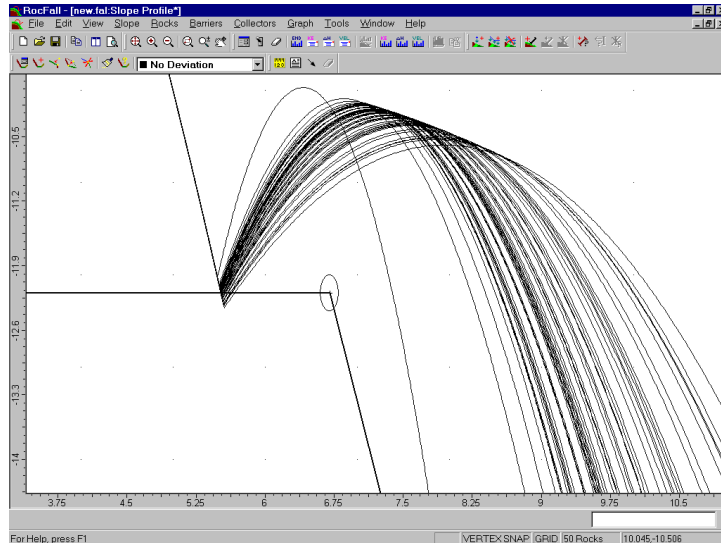 RocFall - [new.fal:Slope Profile*]
File Edit View Slope Rocks Barriers Collectors Graph Tools Window Help
No Deviation
-10.5
-11.2
-11.9
-12.6
-13.3
-14
3.75 4.5 5.25 6 6.75 7.5 8.25 9 9.75 10.5
For Help, press F1 VERTEX SNAP GRID 50 Rocks 10.045,-10.506